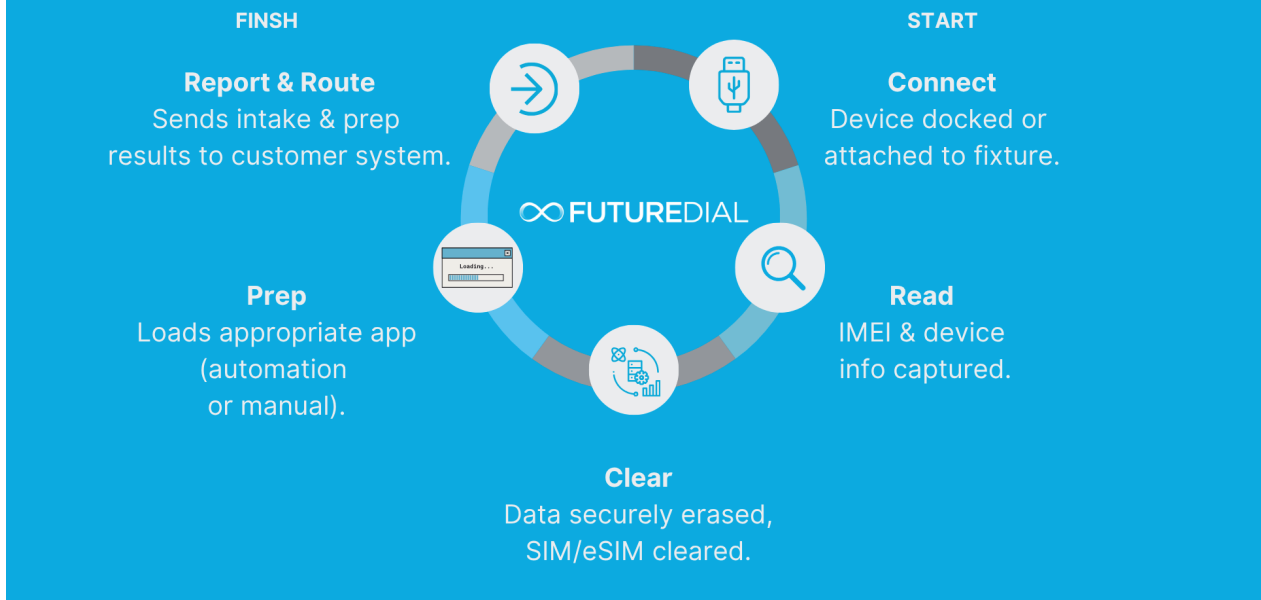 FINSH
START
Report & Route
Sends intake & prep
results to customer system.
Connect
Device docked or
attached to fixture.
FUTUREDIAL
Loading...
Prep
Loads appropriate app
(automation
or manual).
Read
IMEI & device
info captured.
Clear
Data securely erased,
SIM/eSIM cleared.